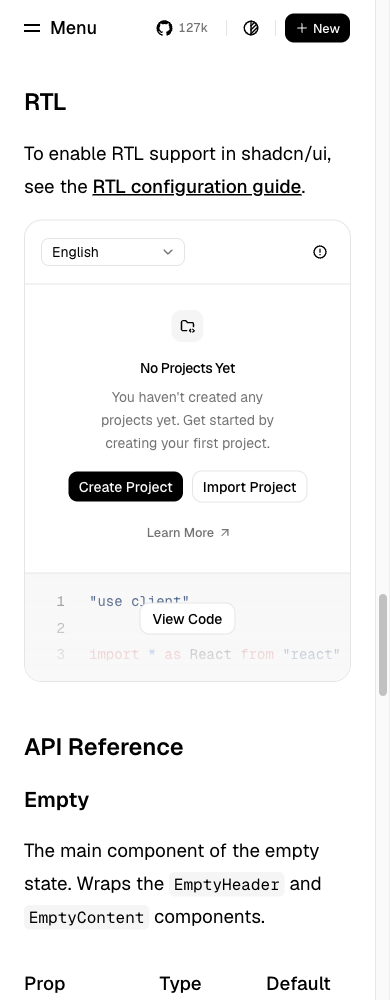 Menu
127k
New
RTL
To enable RTL support in shadcn/ui,
see the RTL configuration guide.
English
No Projects Yet
You haven't created any
projects yet. Get started by
creating your first project.
Create Project
Import Project
Learn More
1 "use client"
View Code
2
3 import * as React from "react"
API Reference
Empty
The main component of the empty
state. Wraps the EmptyHeader and
EmptyContent components.
Prop Type Default